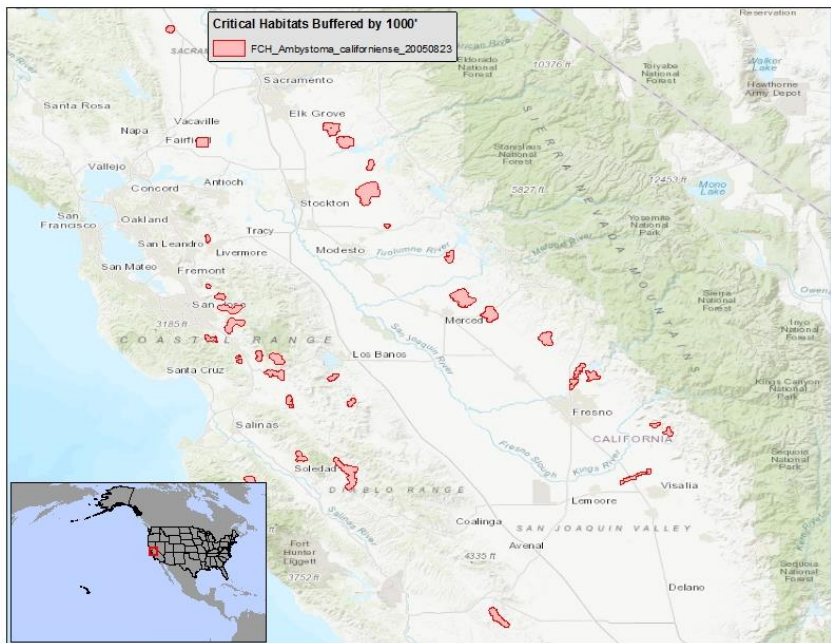 Critical Habitats Buffered by 1000'
FCH_Ambystoma_californiense_20050823
Reservation
Walker
Lake
Hawthorne
Army Depot
Toiyabe
National
Forest
10376 ft
Eldorado
National
Forest
Sacramento
Santa Rosa
Vacaville
Napa
Fairfield
Elk Grove
Vallejo
Concord
Antioch
Stockton
San
Francisco
Oakland
Tracy
San Leandro
Livermore
San Mateo
Fremont
Modesto
Tuolumne River
Stanislaus
National
Forest
5827 ft
12453 ft
Mono
Lake
Yosemite
National
Park
SIERRA NEVADA MOUNTAINS
Sierra
National
Forest
Inyo
National
Forest
San Jose
3185 ft
COASTAL RANGE
Merced
San Joaquin River
Los Banos
Santa Cruz
Kings Canyon
National
Park
Fresno
Salinas
CALIFORNIA
Fresno Slough
Kings River
Sequoia
National
Park
Soledad
DIABLO RANGE
Salinas River
Visalia
Lemoore
Coalinga
SAN JOAQUIN VALLEY
Avenal
Fort
Hunter
Liggett
3752 ft
4335 ft
Delano
Sequoia
National
Forest